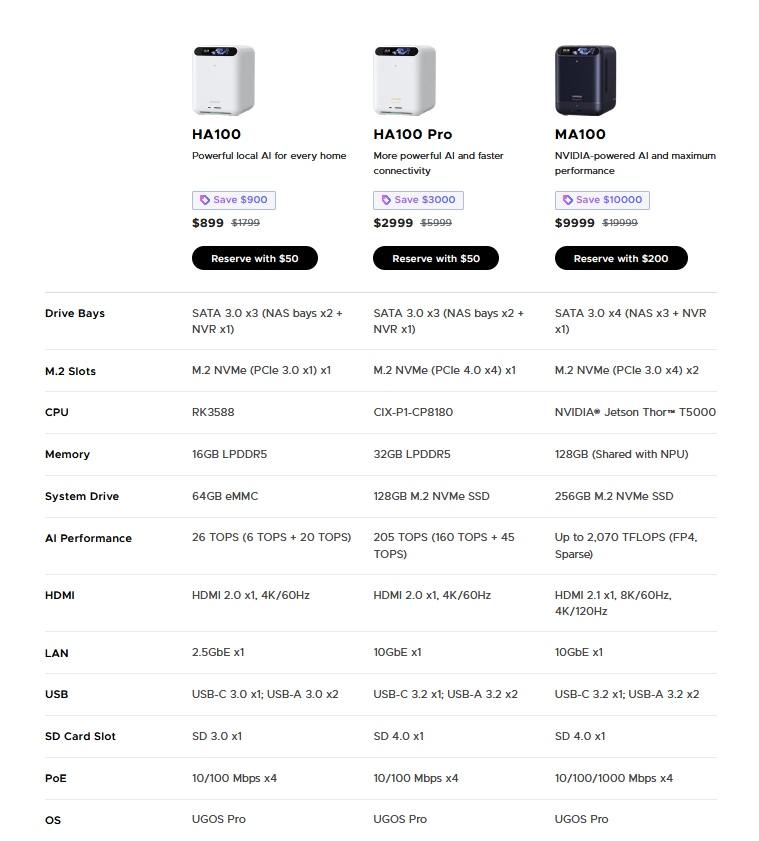 HA100
HA100 Pro
MA100
Powerful local AI for every home
More powerful AI and faster
connectivity
NVIDIA-powered AI and maximum
performance
Save $900
Save $3000
Save $10000
$899 $1799
$2999 $5999
$9999 $19999
Reserve with $50
Reserve with $50
Reserve with $200
Drive Bays
SATA 3.0 x3 (NAS bays x2 +
NVR x1)
SATA 3.0 x3 (NAS bays x2 +
NVR x1)
SATA 3.0 x4 (NAS x3 + NVR
x1)
M.2 Slots
M.2 NVMe (PCIe 3.0 x1) x1
M.2 NVMe (PCIe 4.0 x4) x1
M.2 NVMe (PCIe 3.0 x4) x2
CPU
RK3588
CIX-P1-CP8180
NVIDIA® Jetson Thor™ T5000
Memory
16GB LPDDR5
32GB LPDDR5
128GB (Shared with NPU)
System Drive
64GB eMMC
128GB M.2 NVMe SSD
256GB M.2 NVMe SSD
AI Performance
26 TOPS (6 TOPS + 20 TOPS)
205 TOPS (160 TOPS + 45
TOPS)
Up to 2,070 TFLOPS (FP4,
Sparse)
HDMI
HDMI 2.0 x1, 4K/60Hz
HDMI 2.0 x1, 4K/60Hz
HDMI 2.1 x1, 8K/60Hz,
4K/120Hz
LAN
2.5GbE x1
10GbE x1
10GbE x1
USB
USB-C 3.0 x1; USB-A 3.0 x2
USB-C 3.2 x1; USB-A 3.2 x2
USB-C 3.2 x1; USB-A 3.2 x2
SD Card Slot
SD 3.0 x1
SD 4.0 x1
SD 4.0 x1
PoE
10/100 Mbps x4
10/100 Mbps x4
10/100/1000 Mbps x4
OS
UGOS Pro
UGOS Pro
UGOS Pro